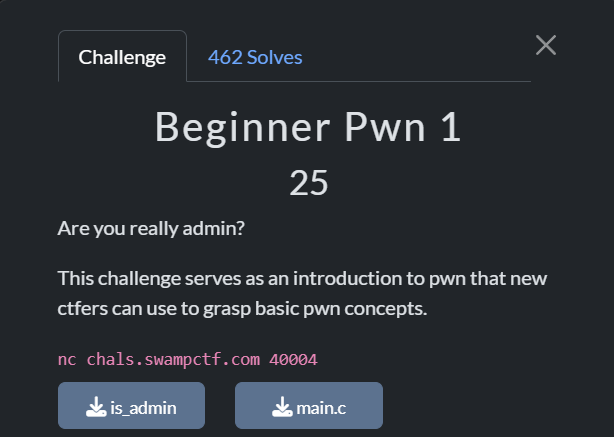 Challenge
462 Solves
Beginner Pwn 1
25
Are you really admin?
This challenge serves as an introduction to pwn that new
ctfers can use to grasp basic pwn concepts.
nc chals.swampctf.com 40004
is_admin
main.c